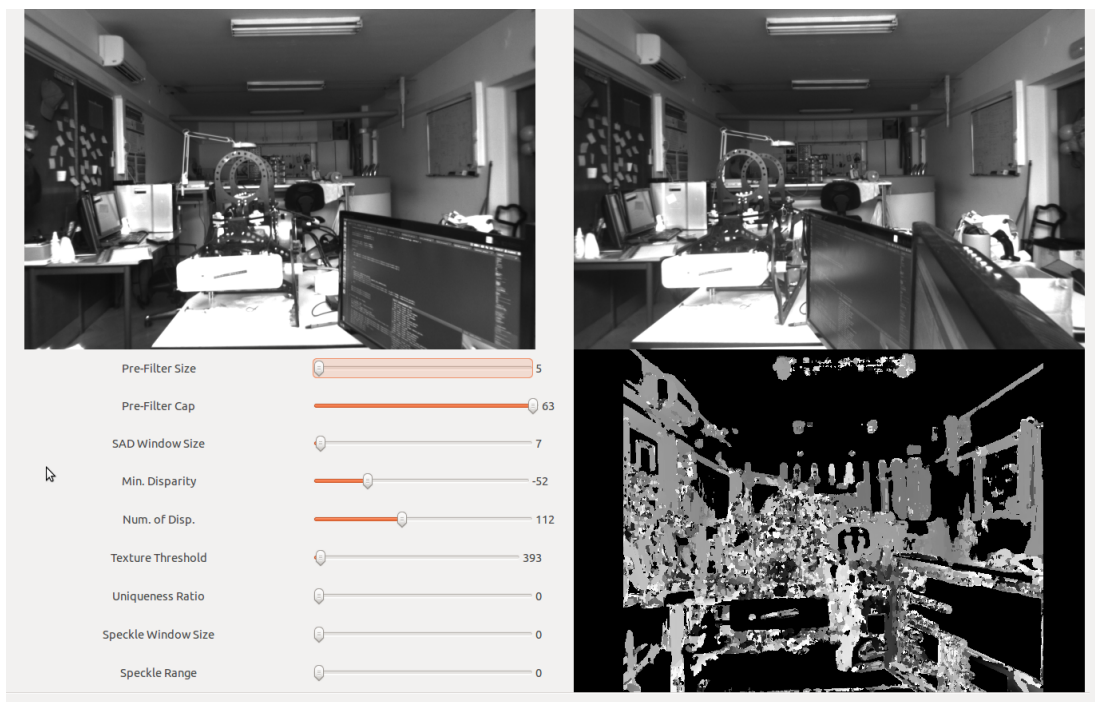 Pre-Filter Size 5
Pre-Filter Cap 63
SAD Window Size 7
Min. Disparity -52
Num. of Disp. 112
Texture Threshold 393
Uniqueness Ratio 0
Speckle Window Size 0
Speckle Range 0